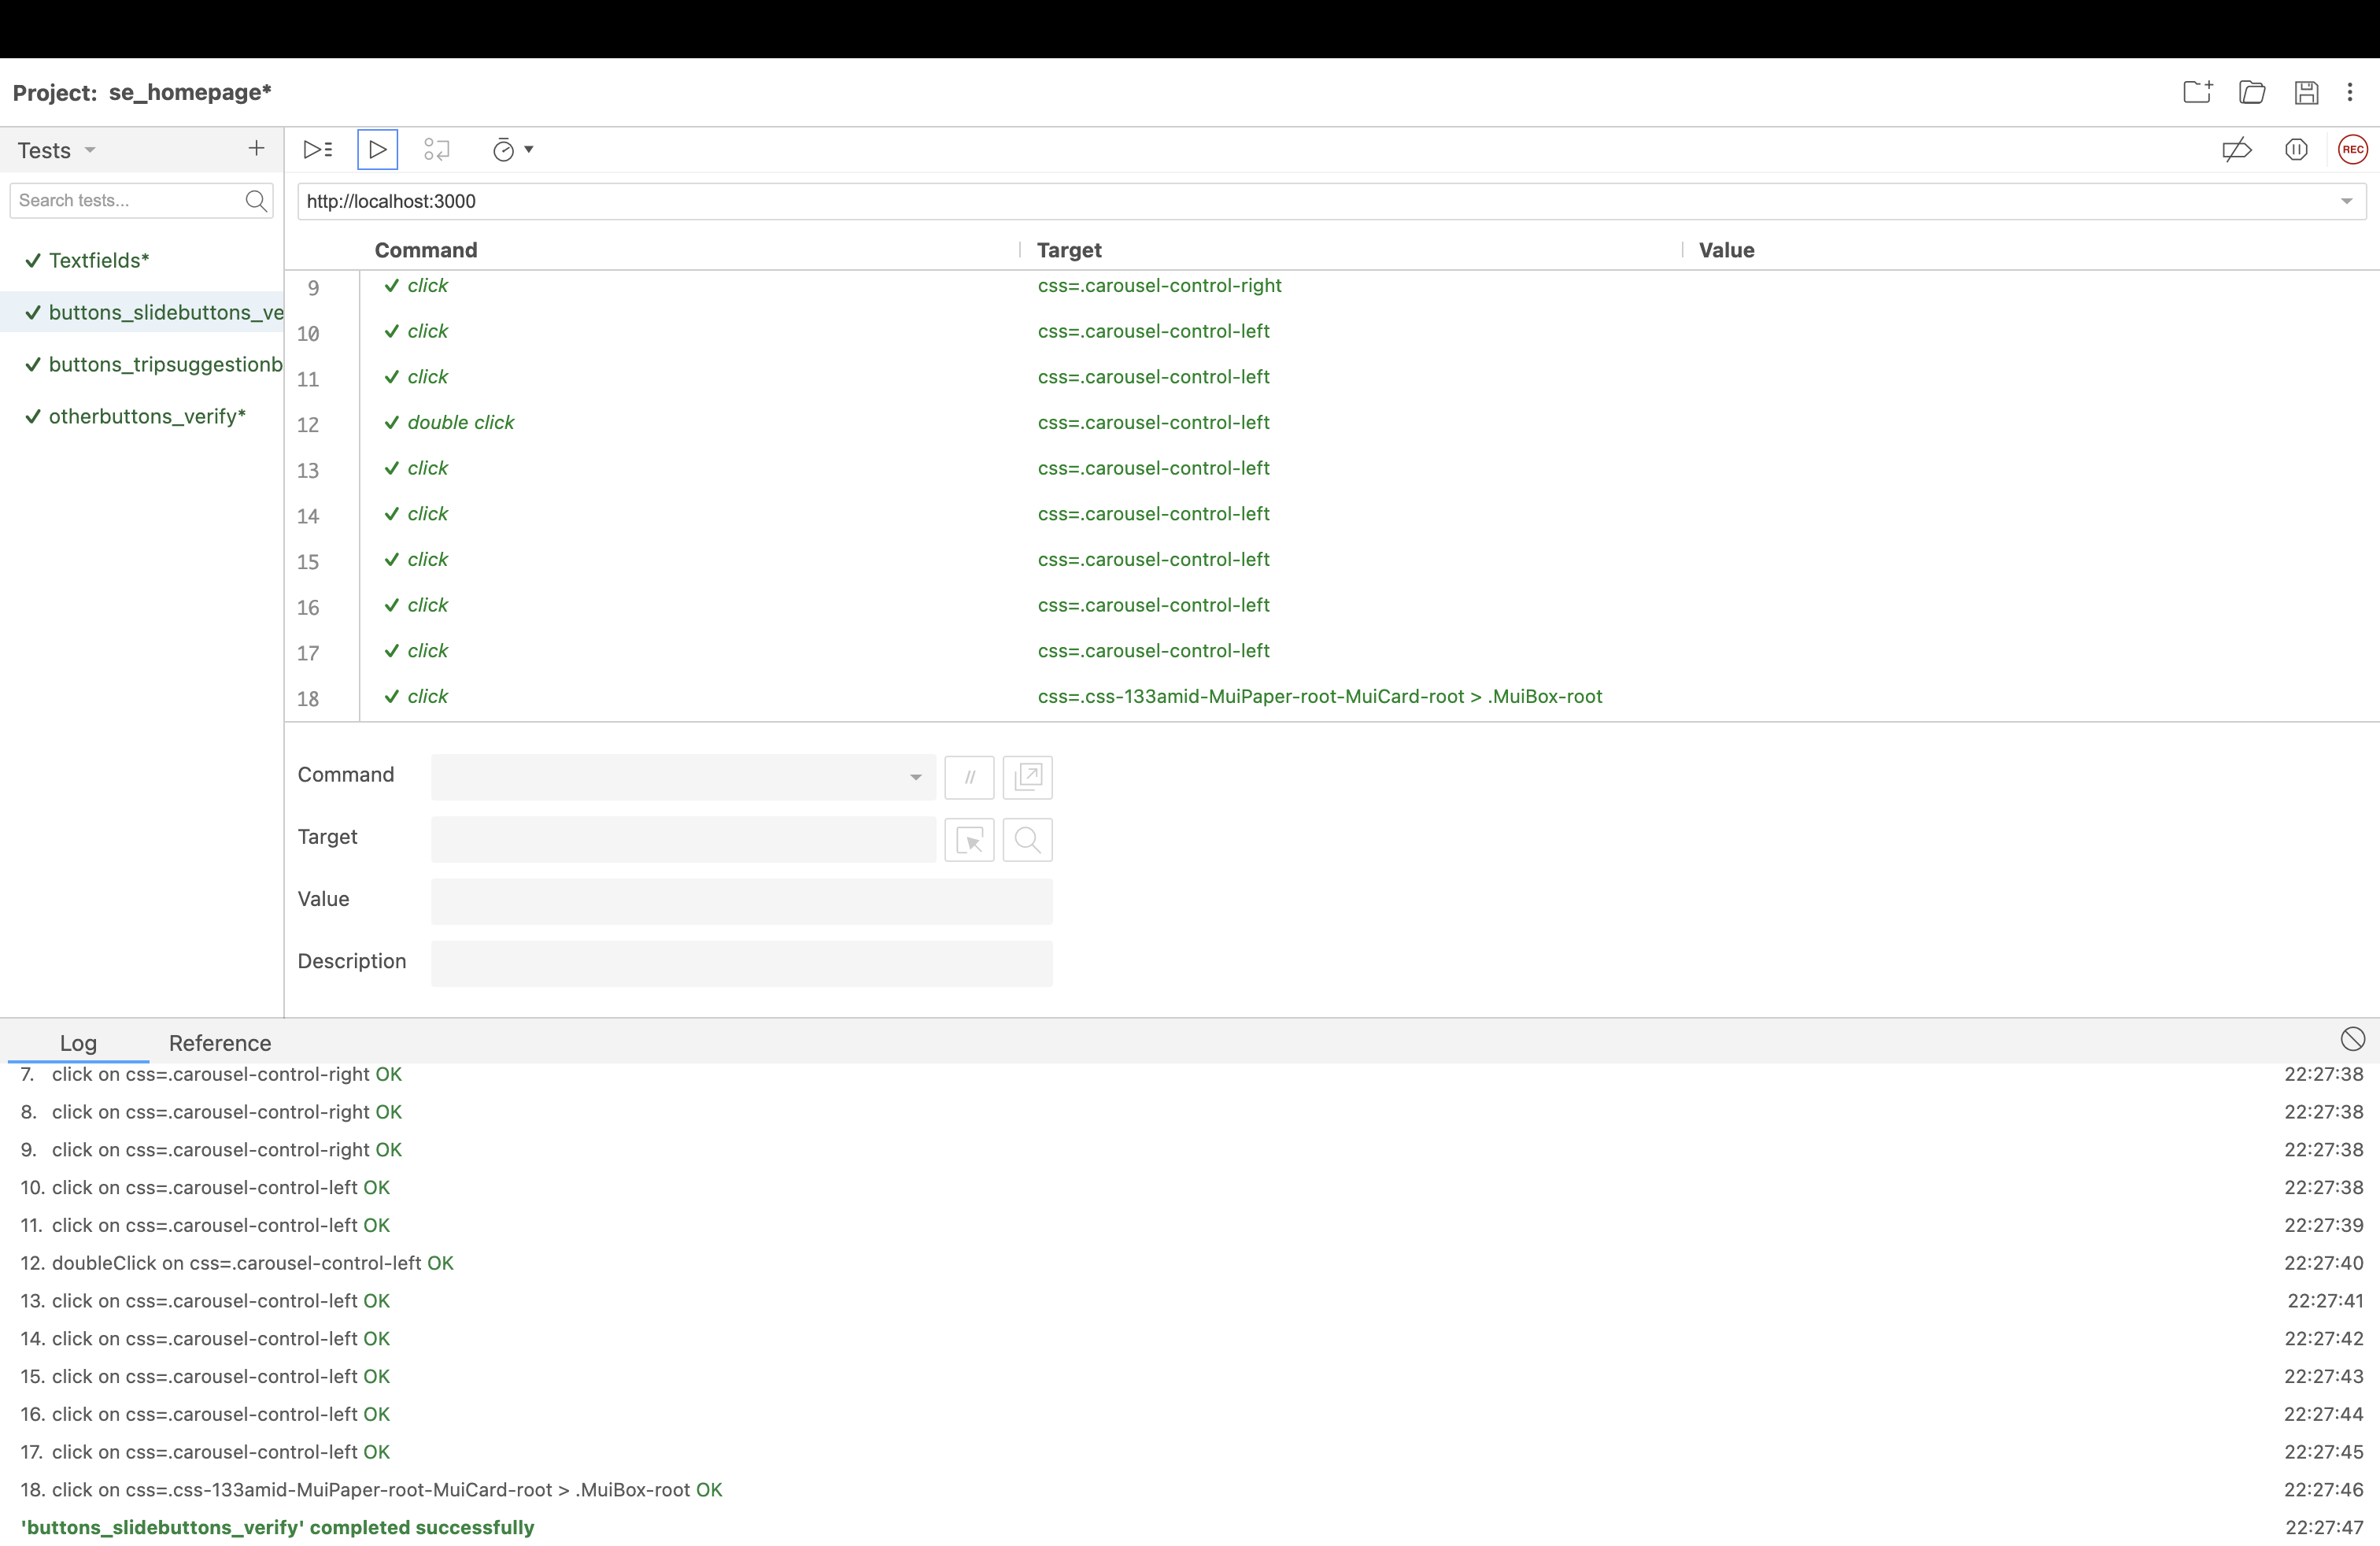 Project: se_homepage*
Tests
Search tests...
Textfields*
buttons_slidebuttons_ve
buttons_tripsuggestionb
otherbuttons_verify*
REC
http://localhost:3000
Command Target Value
9 click css=.carousel-control-right
10 click css=.carousel-control-left
11 click css=.carousel-control-left
12 double click css=.carousel-control-left
13 click css=.carousel-control-left
14 click css=.carousel-control-left
15 click css=.carousel-control-left
16 click css=.carousel-control-left
17 click css=.carousel-control-left
18 click css=.css-133amid-MuiPaper-root-MuiCard-root > .MuiBox-root
Command //
Target
Value
Description
Log Reference
7. click on css=.carousel-control-right OK 22:27:38
8. click on css=.carousel-control-right OK 22:27:38
9. click on css=.carousel-control-right OK 22:27:38
10. click on css=.carousel-control-left OK 22:27:38
11. click on css=.carousel-control-left OK 22:27:39
12. doubleClick on css=.carousel-control-left OK 22:27:40
13. click on css=.carousel-control-left OK 22:27:41
14. click on css=.carousel-control-left OK 22:27:42
15. click on css=.carousel-control-left OK 22:27:43
16. click on css=.carousel-control-left OK 22:27:44
17. click on css=.carousel-control-left OK 22:27:45
18. click on css=.css-133amid-MuiPaper-root-MuiCard-root > .MuiBox-root OK 22:27:46
'buttons_slidebuttons_verify' completed successfully 22:27:47